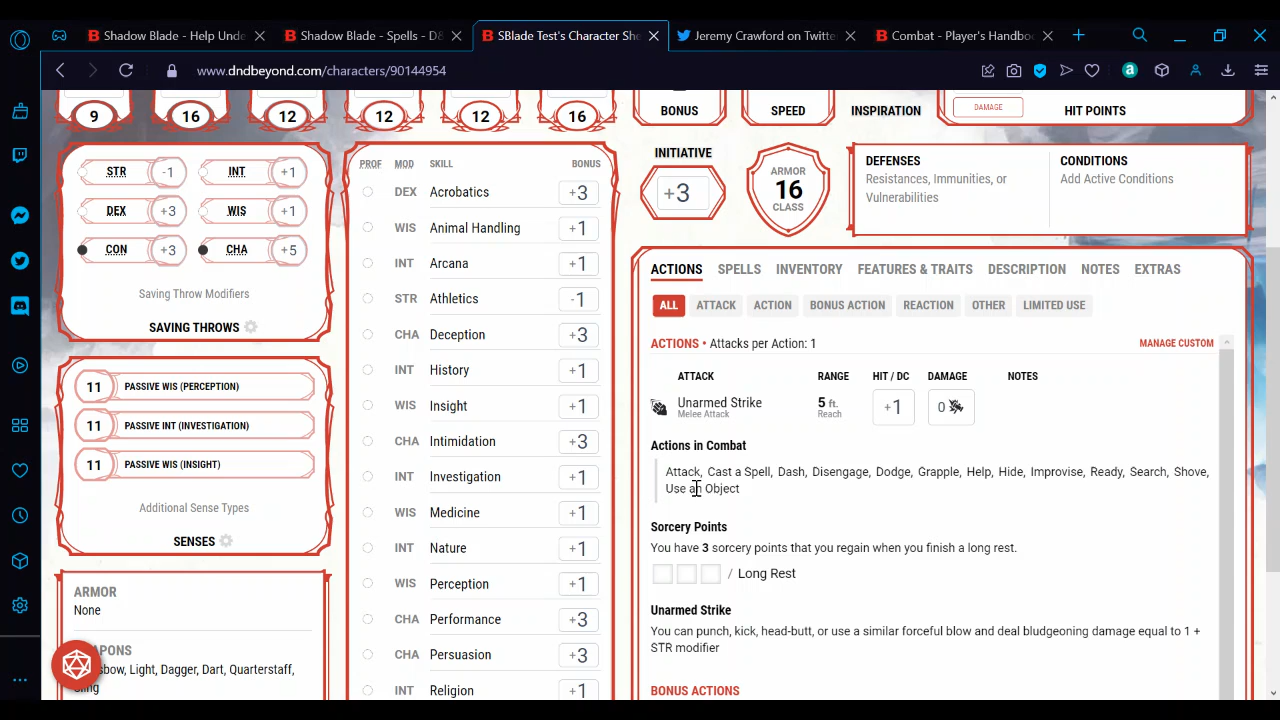 Shadow Blade - Help Unde
Shadow Blade - Spells - D&
SBlade Test's Character She
Jeremy Crawford on Twitte
Combat - Player's Handboo
www.dndbeyond.com/characters/90144954
9
16
12
12
12
16
BONUS
SPEED
INSPIRATION
DAMAGE
HIT POINTS
STR -1
INT +1
DEX +3
WIS +1
CON +3
CHA +5
Saving Throw Modifiers
SAVING THROWS
11 PASSIVE WIS (PERCEPTION)
11 PASSIVE INT (INVESTIGATION)
11 PASSIVE WIS (INSIGHT)
Additional Sense Types
SENSES
ARMOR
None
APONS
sbow, Light, Dagger, Dart, Quarterstaff,
Sling
PROF MOD SKILL BONUS
DEX Acrobatics +3
WIS Animal Handling +1
INT Arcana +1
STR Athletics -1
CHA Deception +3
INT History +1
WIS Insight +1
CHA Intimidation +3
INT Investigation +1
WIS Medicine +1
INT Nature +1
WIS Perception +1
CHA Performance +3
CHA Persuasion +3
INT Religion +1
INITIATIVE
+3
ARMOR
16
CLASS
DEFENSES
Resistances, Immunities, or
Vulnerabilities
CONDITIONS
Add Active Conditions
ACTIONS SPELLS INVENTORY FEATURES & TRAITS DESCRIPTION NOTES EXTRAS
ALL ATTACK ACTION BONUS ACTION REACTION OTHER LIMITED USE
ACTIONS • Attacks per Action: 1
MANAGE CUSTOM
ATTACK RANGE HIT / DC DAMAGE NOTES
Unarmed Strike 5 ft. +1 0
Melee Attack Reach
Actions in Combat
Attack, Cast a Spell, Dash, Disengage, Dodge, Grapple, Help, Hide, Improvise, Ready, Search, Shove,
Use an Object
Sorcery Points
You have 3 sorcery points that you regain when you finish a long rest.
/ Long Rest
Unarmed Strike
You can punch, kick, head-butt, or use a similar forceful blow and deal bludgeoning damage equal to 1 +
STR modifier
BONUS ACTIONS